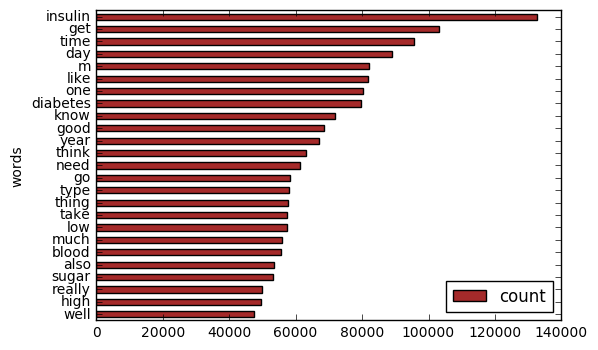 words
insulin
get
time
day
m
like
one
diabetes
know
good
year
think
need
go
type
thing
take
low
much
blood
also
sugar
really
high
well
count
0 20000 40000 60000 80000 100000 120000 140000